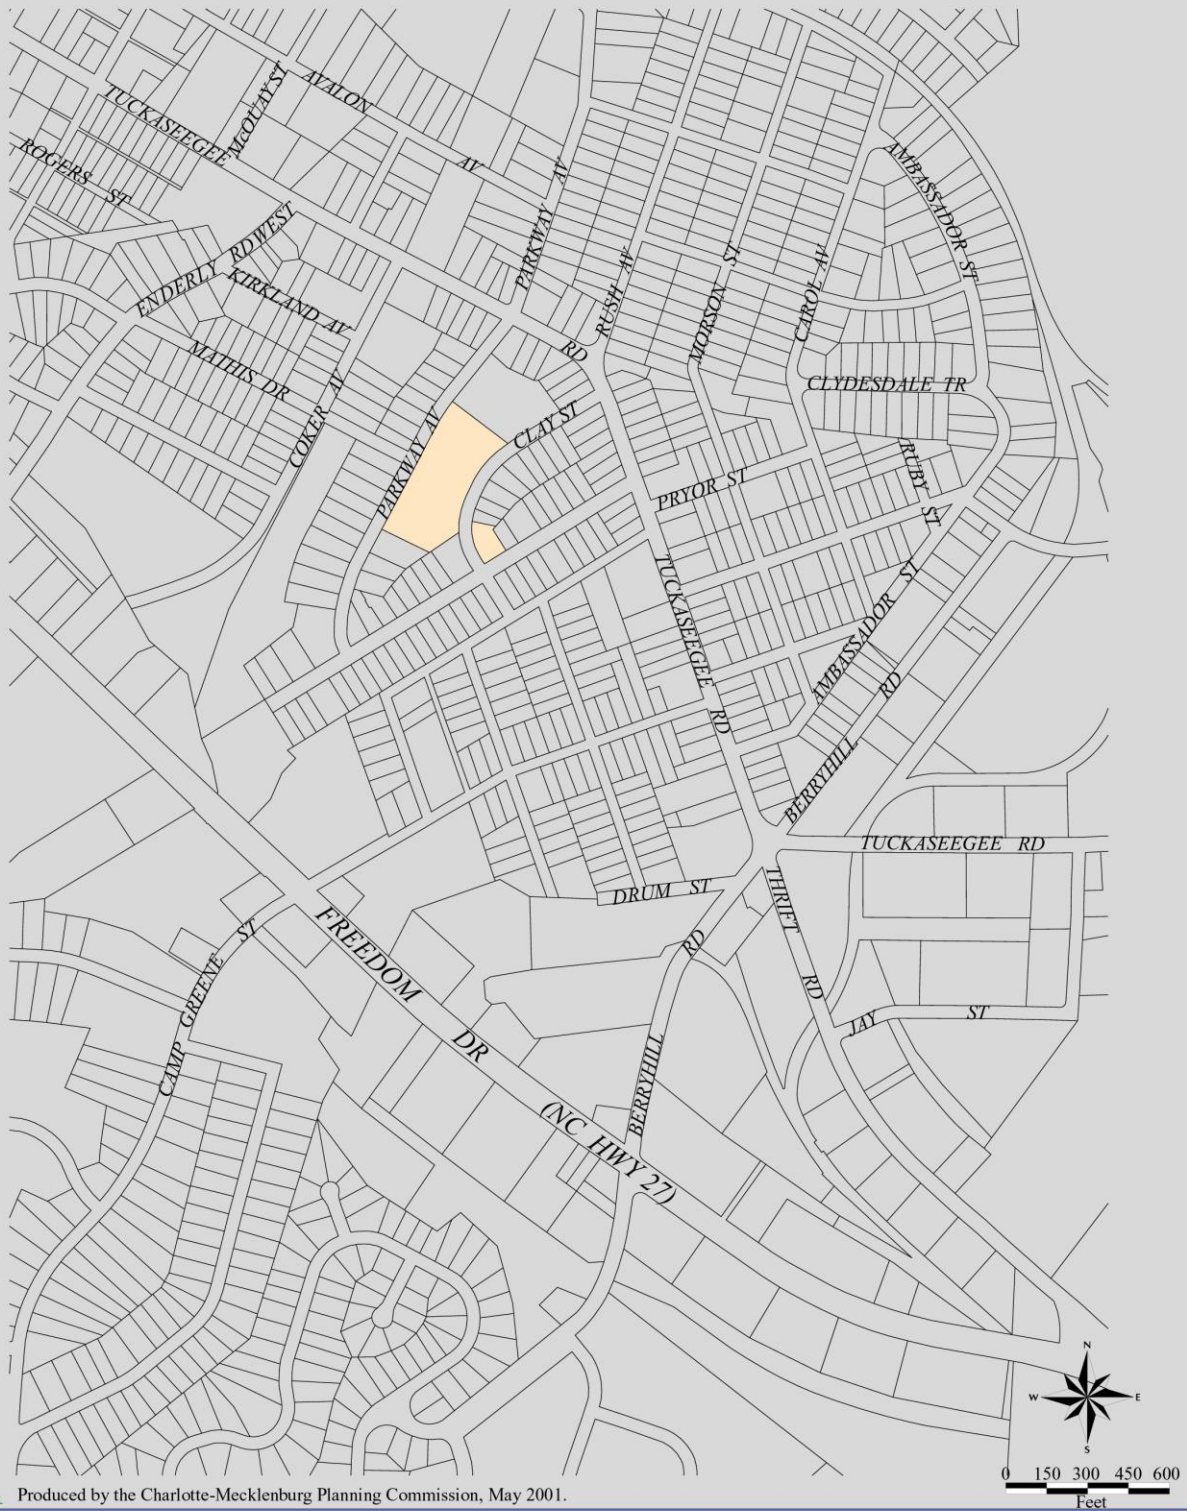 McQUAY ST
AVALON
AV
TUCKASEEGEE
ROGERS ST
AMBASSADOR ST
PARKWAY AV
ENDERLY RD WEST
RUSH AV
MORSON ST
CAROL AV
KIRKLAND AV
RD
MATHIS DR
CLYDESDALE TR
COKER AV
PARKWAY AV
CLAY ST
RUBY ST
PRYOR ST
TUCKASEEGEE
RD
AMBASSADOR ST
BERRYHILL
RD
TUCKASEEGEE RD
DRUM ST
THRIFT
RD
FREEDOM
DR
(NC HWY 27)
CAMP GREENE ST
BERRYHILL
RD
JAY
ST
N
W
E
S
0 150 300 450 600
Feet
Produced by the Charlotte-Mecklenburg Planning Commission, May 2001.